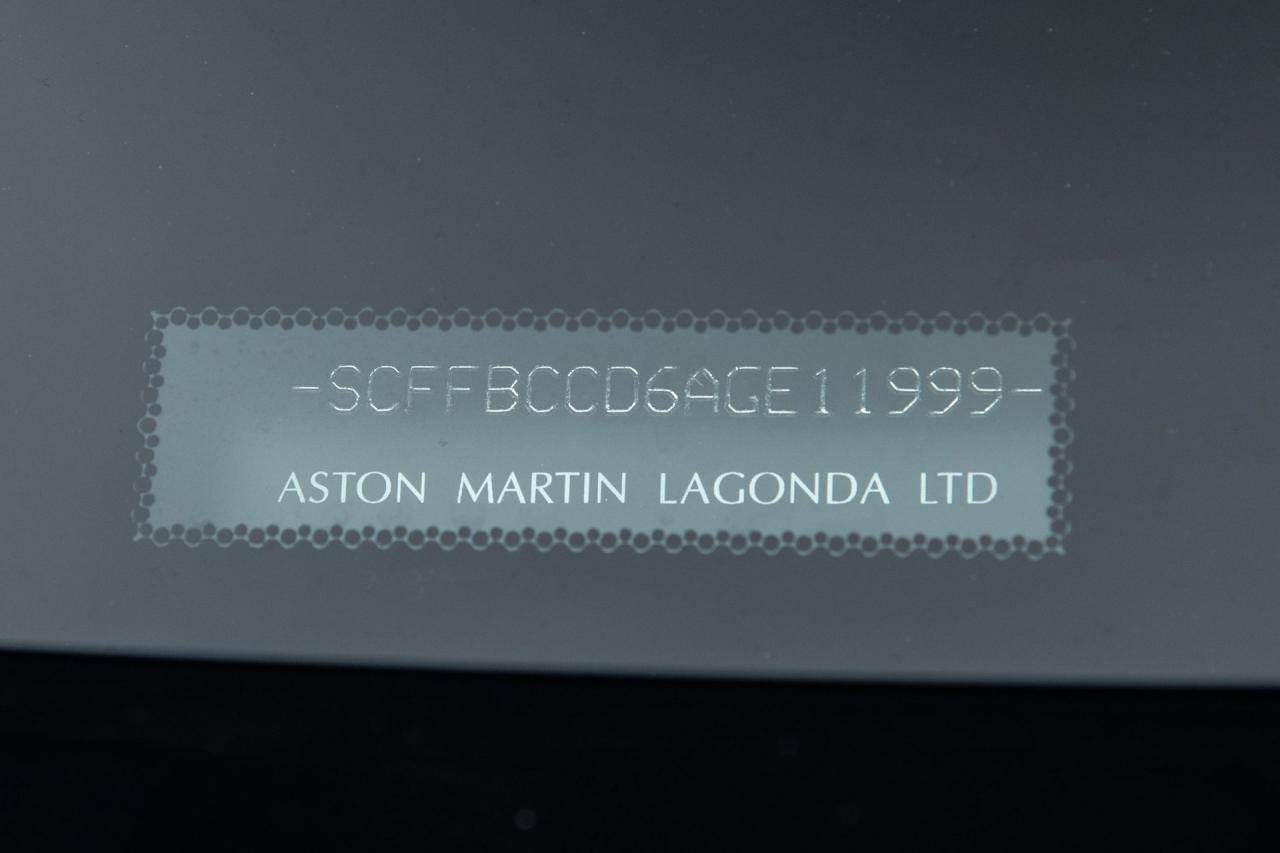 -SCFFBCCD6AGE11999-
ASTON MARTIN LAGONDA LTD